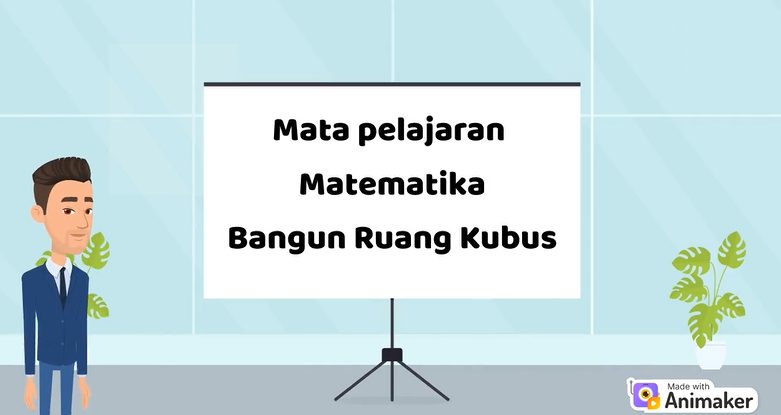 Mata pelajaran
Matematika
Bangun Ruang Kubus
Made with
Animaker